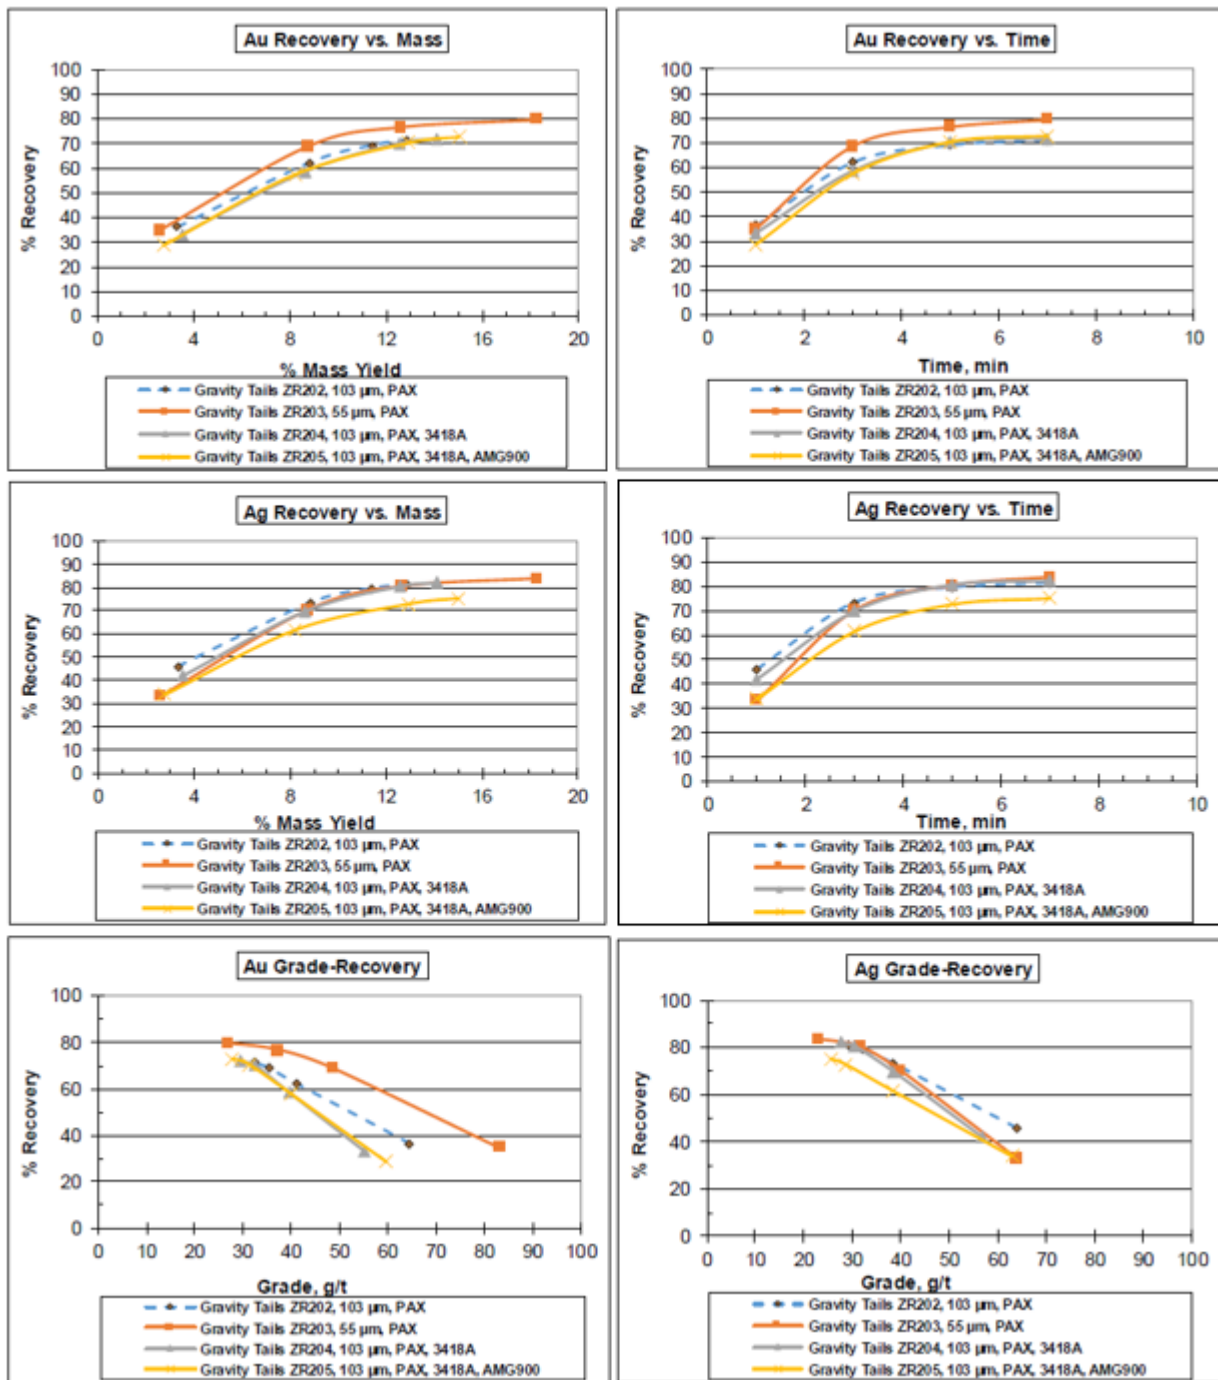 Au Recovery vs. Mass
% Recovery
100
90
80
70
60
50
40
30
20
10
0
0 4 8 12 16 20
% Mass Yield
Gravity Tails ZR202, 103 µm, PAX
Gravity Tails ZR203, 55 µm, PAX
Gravity Tails ZR204, 103 µm, PAX, 3418A
Gravity Tails ZR205, 103 µm, PAX, 3418A, AMG900
Au Recovery vs. Time
% Recovery
100
90
80
70
60
50
40
30
20
10
0
0 2 4 6 8 10
Time, min
Gravity Tails ZR202, 103 µm, PAX
Gravity Tails ZR203, 55 µm, PAX
Gravity Tails ZR204, 103 µm, PAX, 3418A
Gravity Tails ZR205, 103 µm, PAX, 3418A, AMG900
Ag Recovery vs. Mass
% Recovery
100
90
80
70
60
50
40
30
20
10
0
0 4 8 12 16 20
% Mass Yield
Gravity Tails ZR202, 103 µm, PAX
Gravity Tails ZR203, 55 µm, PAX
Gravity Tails ZR204, 103 µm, PAX, 3418A
Gravity Tails ZR205, 103 µm, PAX, 3418A, AMG900
Ag Recovery vs. Time
% Recovery
100
90
80
70
60
50
40
30
20
10
0
0 2 4 6 8 10
Time, min
Gravity Tails ZR202, 103 µm, PAX
Gravity Tails ZR203, 55 µm, PAX
Gravity Tails ZR204, 103 µm, PAX, 3418A
Gravity Tails ZR205, 103 µm, PAX, 3418A, AMG900
Au Grade-Recovery
% Recovery
100
80
60
40
20
0
0 10 20 30 40 50 60 70 80 90 100
Grade, g/t
Gravity Tails ZR202, 103 µm, PAX
Gravity Tails ZR203, 55 µm, PAX
Gravity Tails ZR204, 103 µm, PAX, 3418A
Gravity Tails ZR205, 103 µm, PAX, 3418A, AMG900
Ag Grade-Recovery
% Recovery
100
80
60
40
20
0
0 10 20 30 40 50 60 70 80 90 100
Grade, g/t
Gravity Tails ZR202, 103 µm, PAX
Gravity Tails ZR203, 55 µm, PAX
Gravity Tails ZR204, 103 µm, PAX, 3418A
Gravity Tails ZR205, 103 µm, PAX, 3418A, AMG900